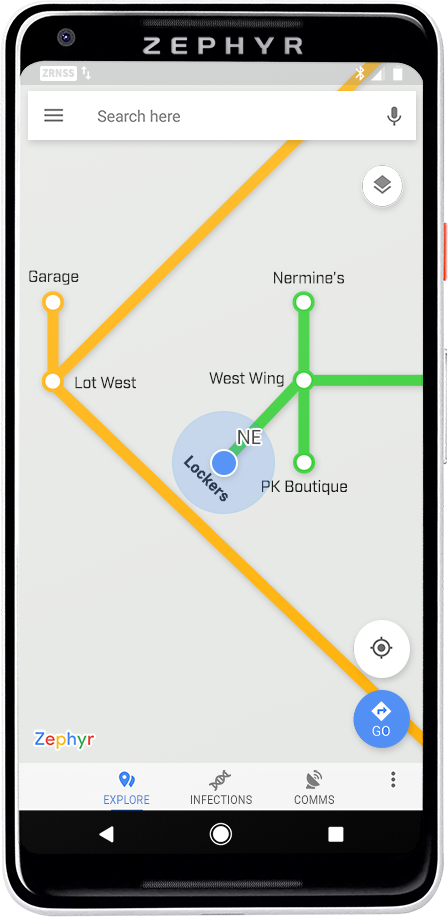 ZEPHYR
ZRNSS
Search here
Garage
Nermine's
Lot West
West Wing
NE
Lockers
PK Boutique
GO
Zephyr
EXPLORE
INFECTIONS
COMMS